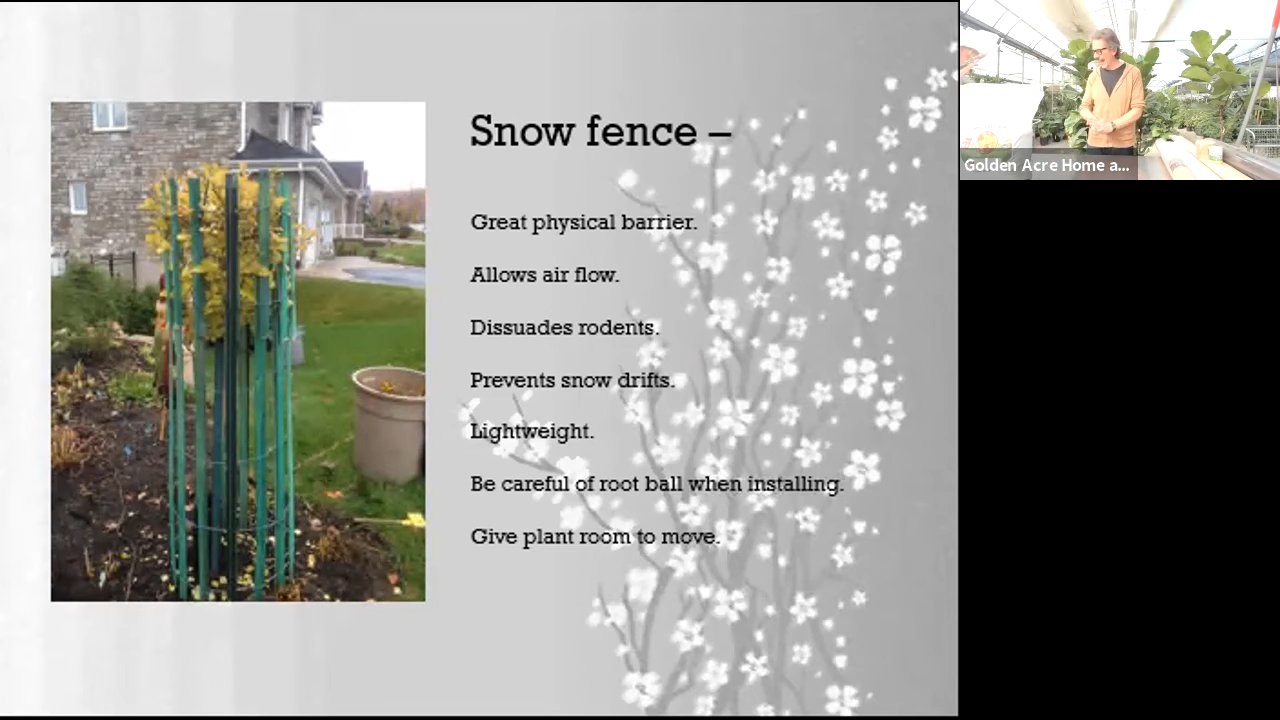 Snow fence –
Great physical barrier.
Allows air flow.
Dissuades rodents.
Prevents snow drifts.
Lightweight.
Be careful of root ball when installing.
Give plant room to move.
Golden Acre Home a...